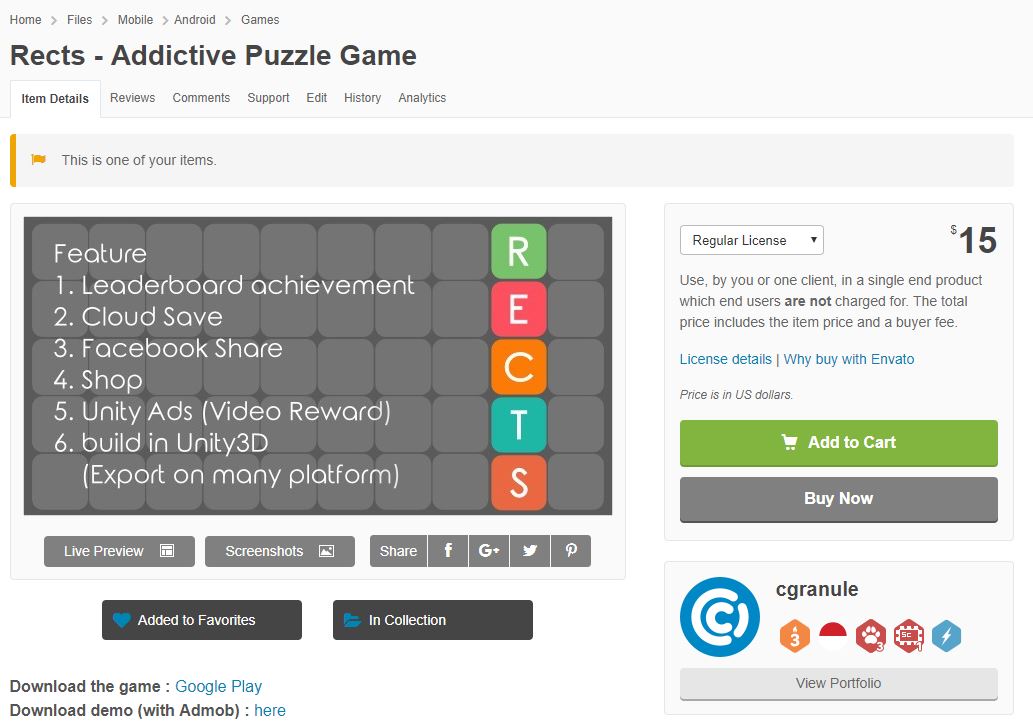 Home > Files > Mobile > Android > Games
Rects - Addictive Puzzle Game
Item Details Reviews Comments Support Edit History Analytics
This is one of your items.
Feature
1. Leaderboard achievement
2. Cloud Save
3. Facebook Share
4. Shop
5. Unity Ads (Video Reward)
6. build in Unity3D
(Export on many platform)
R
E
C
T
S
Live Preview Screenshots Share f G+
Added to Favorites In Collection
Download the game : Google Play
Download demo (with Admob) : here
Regular License $15
Use, by you or one client, in a single end product
which end users are not charged for. The total
price includes the item price and a buyer fee.
License details | Why buy with Envato
Price is in US dollars.
Add to Cart
Buy Now
cgranule
3 3 Sc 1
View Portfolio